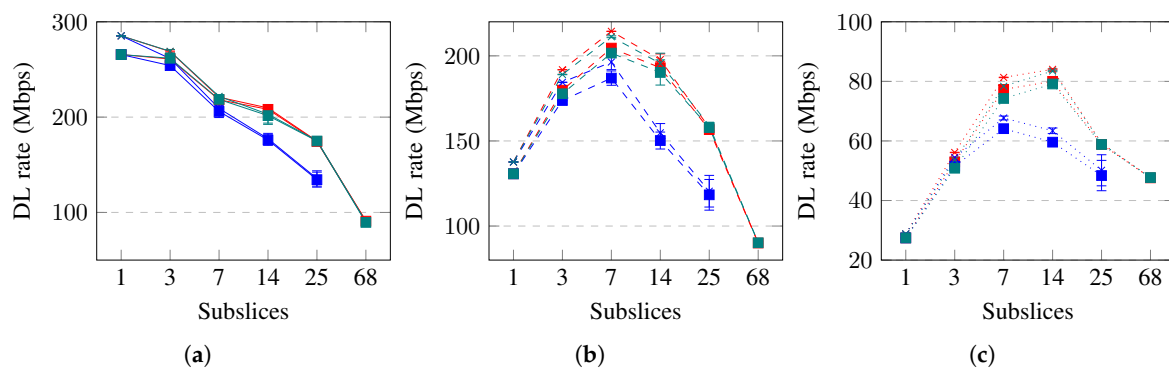 300
200
100
DL rate (Mbps)
1 3 7 14 25 68
Subslices
(a)
200
150
100
DL rate (Mbps)
1 3 7 14 25 68
Subslices
(b)
100
80
60
40
20
DL rate (Mbps)
1 3 7 14 25 68
Subslices
(c)